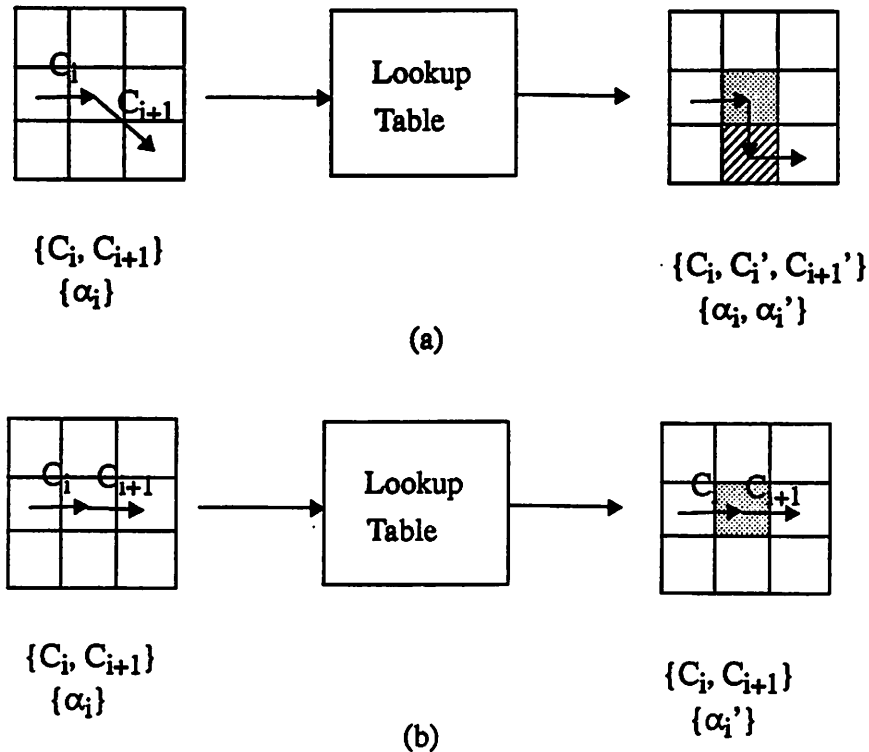 C_i
C_{i+1}
Lookup
Table
{C_i, C_{i+1}}
{α_i}
{C_i, C_i', C_{i+1}'}
{α_i, α_i'}
(a)
C_i C_{i+1}
Lookup
Table
C C_{i+1}
{C_i, C_{i+1}}
{α_i}
{C_i, C_{i+1}}
{α_i'}
(b)